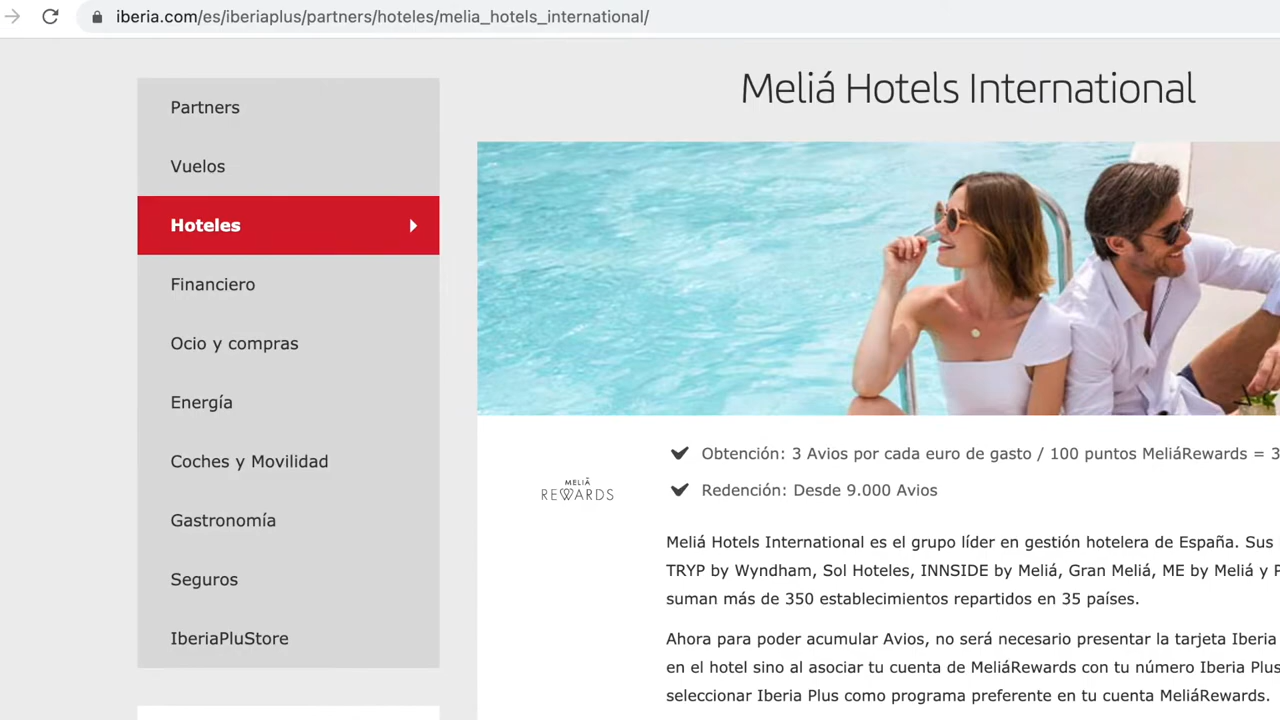 iberia.com/es/iberiaplus/partners/hoteles/melia_hotels_international/
Partners
Vuelos
Hoteles
Financiero
Ocio y compras
Energía
Coches y Movilidad
Gastronomía
Seguros
IberiaPluStore
Meliá Hotels International
MELIÃ
REWARDS
Obtención: 3 Avios por cada euro de gasto / 100 puntos MeliáRewards = 3
Redención: Desde 9.000 Avios
Meliá Hotels International es el grupo líder en gestión hotelera de España. Sus
TRYP by Wyndham, Sol Hoteles, INNSIDE by Meliá, Gran Meliá, ME by Meliá y P
suman más de 350 establecimientos repartidos en 35 países.
Ahora para poder acumular Avios, no será necesario presentar la tarjeta Iberia
en el hotel sino al asociar tu cuenta de MeliáRewards con tu número Iberia Plus
seleccionar Iberia Plus como programa preferente en tu cuenta MeliáRewards.